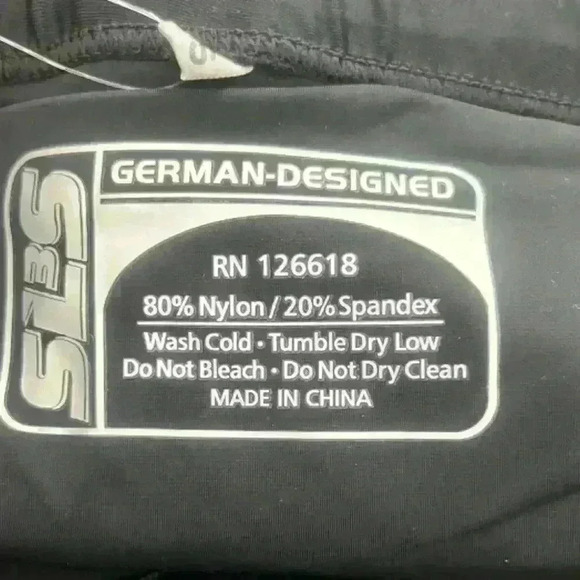 GERMAN-DESIGNED
SL3S
RN 126618
80% Nylon / 20% Spandex
Wash Cold · Tumble Dry Low
Do Not Bleach · Do Not Dry Clean
MADE IN CHINA